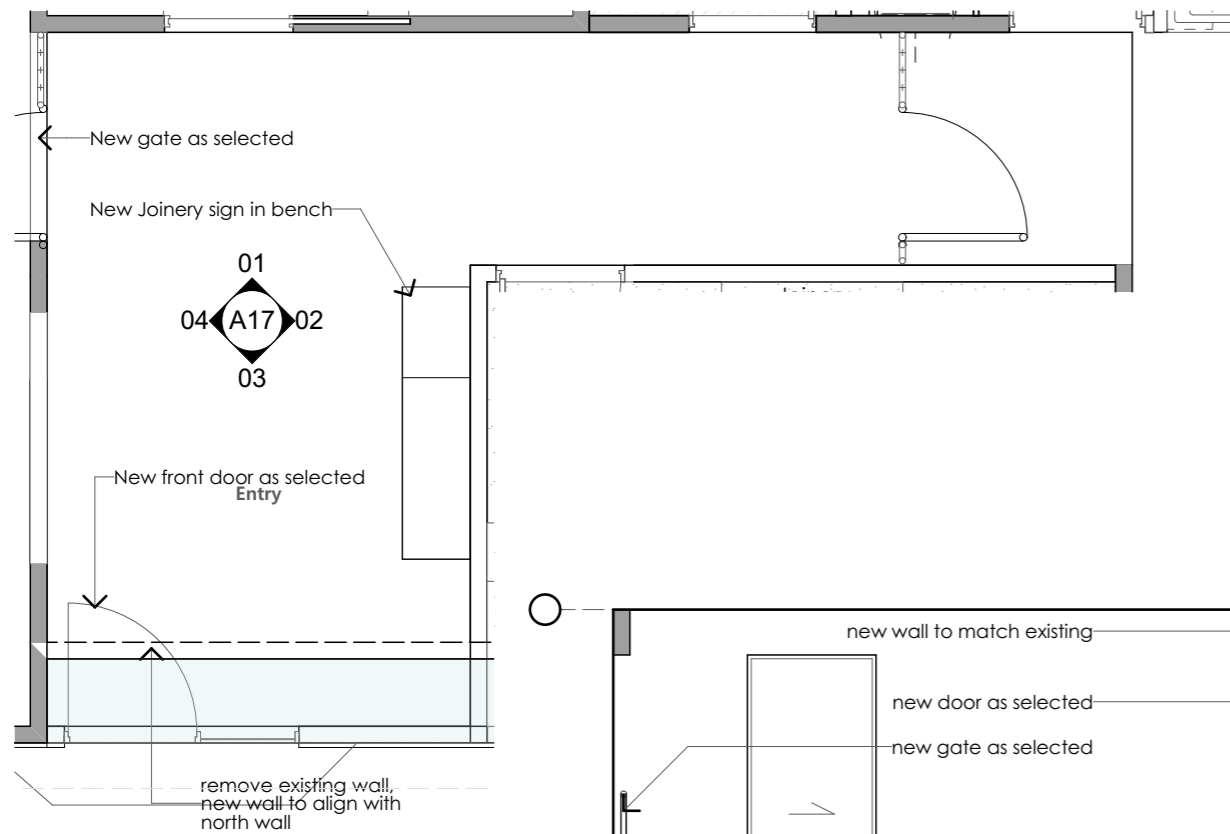 New gate as selected
New Joinery sign in bench
01
04 A17 02
03
New front door as selected
Entry
new wall to match existing
new door as selected
new gate as selected
remove existing wall,
new wall to align with
north wall